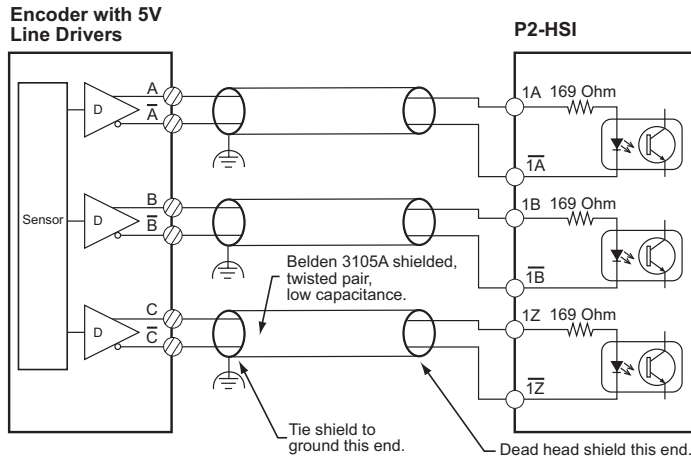 Encoder with 5V
Line Drivers
P2-HSI
Sensor
D
A
A̅
1A 169 Ohm
1A̅
D
B
B̅
1B 169 Ohm
1B̅
Belden 3105A shielded,
twisted pair,
low capacitance.
D
C
C̅
1Z 169 Ohm
1Z̅
Tie shield to
ground this end.
Dead head shield this end.